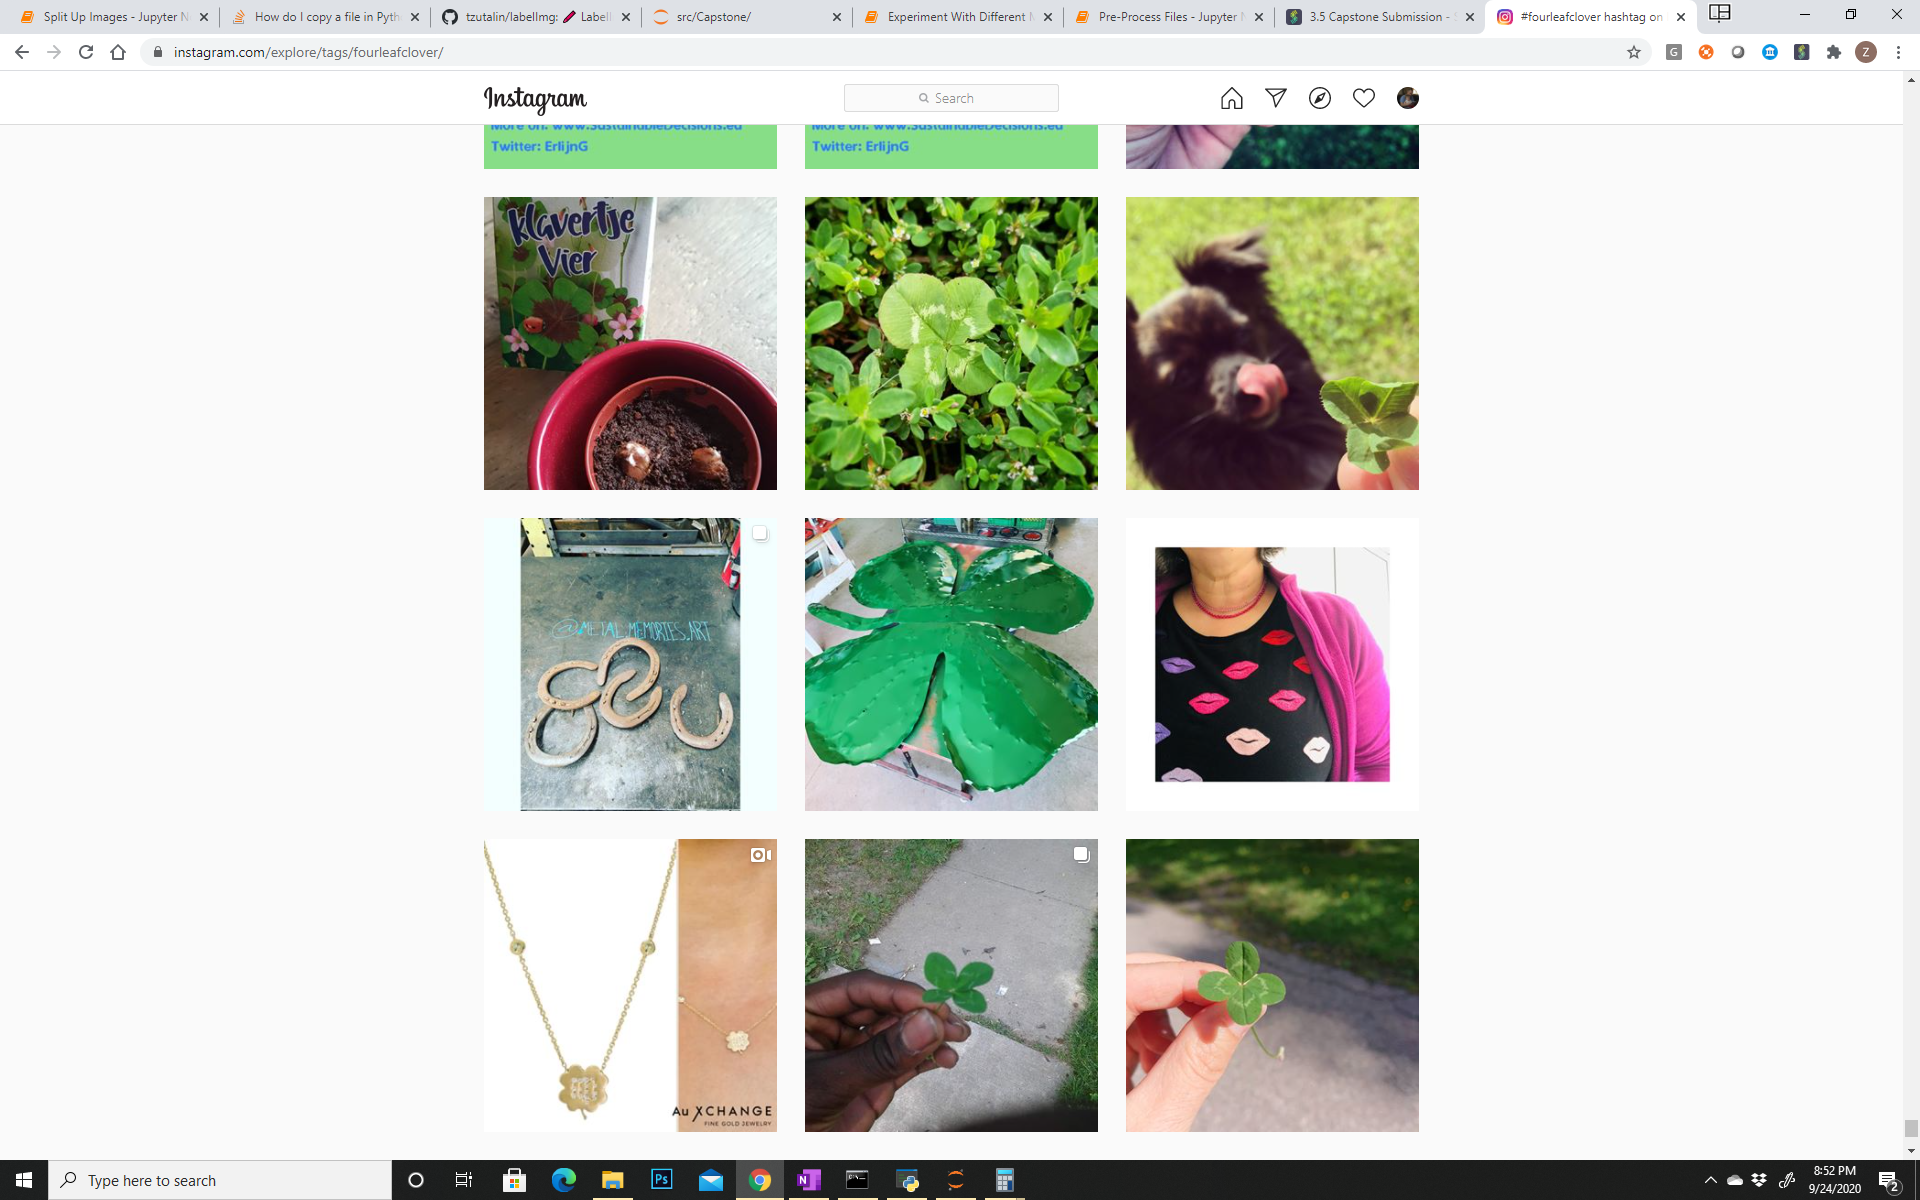 Split Up Images - Jupyter N
How do I copy a file in Pyth
tzutalin/labelImg: Label
src/Capstone/
Experiment With Different M
Pre-Process Files - Jupyter N
3.5 Capstone Submission - S
#fourleafclover hashtag on
instagram.com/explore/tags/fourleafclover/
G
Z
Instagram
Search
More on: www.SustainableDecisions.eu
Twitter: ErlijnG
More on: www.SustainableDecisions.eu
Twitter: ErlijnG
klavertje
Vier
@METAL.MEMORIES.ART
Au XCHANGE
FINE GOLD JEWELRY
Type here to search
Ps
N
8:52 PM
9/24/2020
2